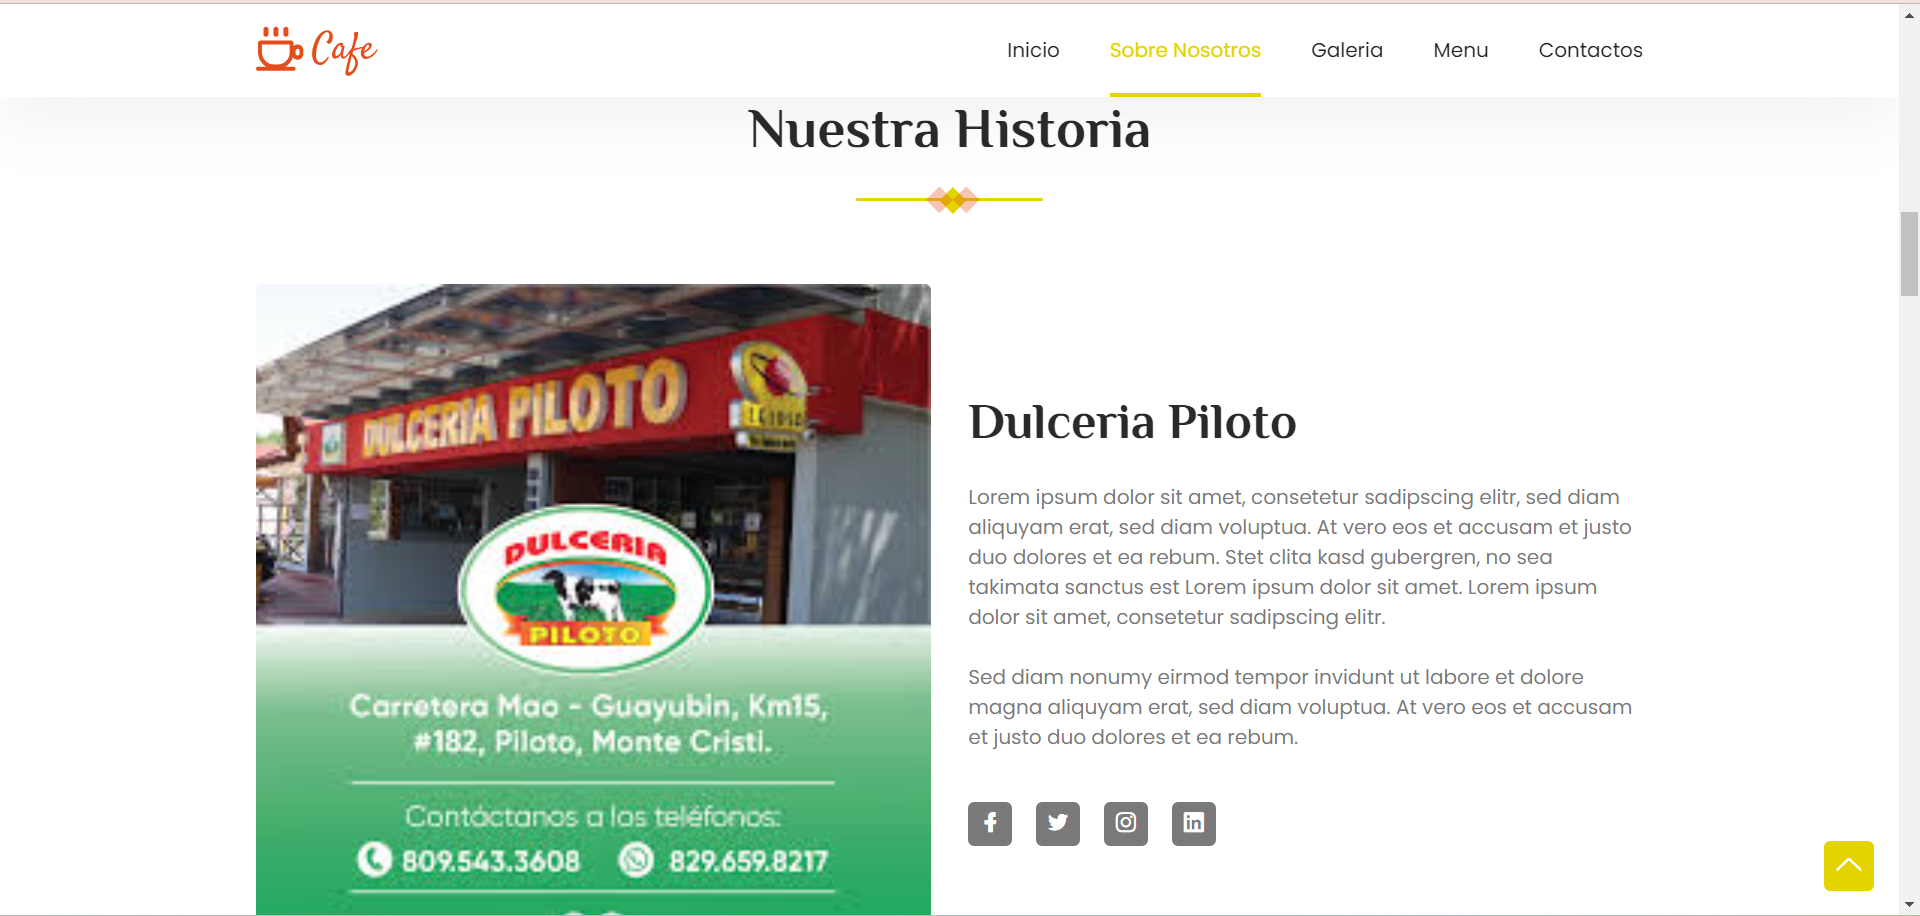 Cafe
Inicio
Sobre Nosotros
Galeria
Menu
Contactos
Nuestra Historia
DULCERIA PILOTO
DULCERIA
PILOTO
Carretera Mao - Guayubin, Km15,
#182, Piloto, Monte Cristi.
Contáctanos a los teléfonos:
809.543.3608
829.659.8217
Dulceria Piloto
Lorem ipsum dolor sit amet, consetetur sadipscing elitr, sed diam
aliquyam erat, sed diam voluptua. At vero eos et accusam et justo
duo dolores et ea rebum. Stet clita kasd gubergren, no sea
takimata sanctus est Lorem ipsum dolor sit amet. Lorem ipsum
dolor sit amet, consetetur sadipscing elitr.
Sed diam nonumy eirmod tempor invidunt ut labore et dolore
magna aliquyam erat, sed diam voluptua. At vero eos et accusam
et justo duo dolores et ea rebum.